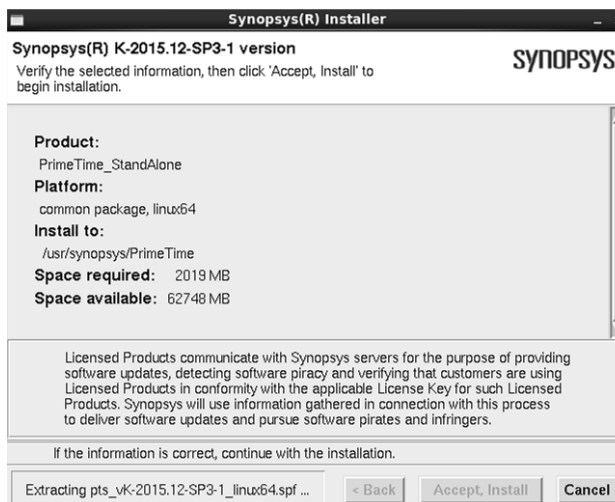 Synopsys(R) Installer
Synopsys(R) K-2015.12-SP3-1 version
Verify the selected information, then click 'Accept, Install' to
begin installation.
SYNOPSYS
Product:
PrimeTime_StandAlone
Platform:
common package, linux64
Install to:
/usr/synopsys/PrimeTime
Space required: 2019 MB
Space available: 62748 MB
Licensed Products communicate with Synopsys servers for the purpose of providing
software updates, detecting software piracy and verifying that customers are using
Licensed Products in conformity with the applicable License Key for such Licensed
Products. Synopsys will use information gathered in connection with this process
to deliver software updates and pursue software pirates and infringers.
If the information is correct, continue with the installation.
Extracting pts_vK-2015.12-SP3-1_linux64.spf ...
< Back
Accept, Install
Cancel